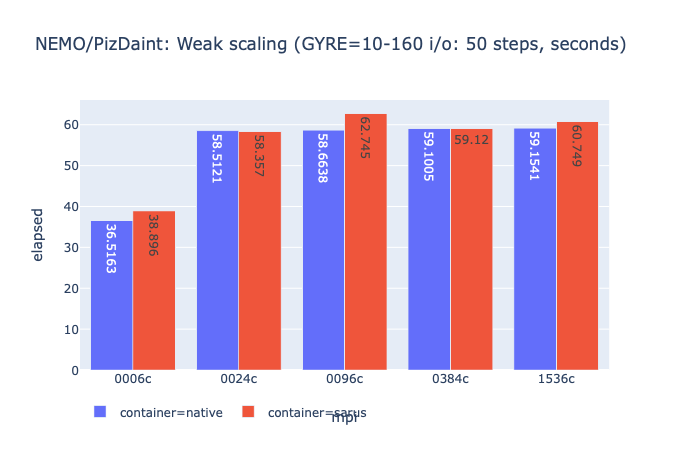 NEMO/PizDaint: Weak scaling (GYRE=10-160 i/o: 50 steps, seconds)
elapsed
60
50
40
30
20
10
0
36.5163
38.896
58.5121
58.357
58.6638
62.745
59.1005
59.12
59.1541
60.749
0006c
0024c
0096c
0384c
1536c
container=native
container=sarus
mpi